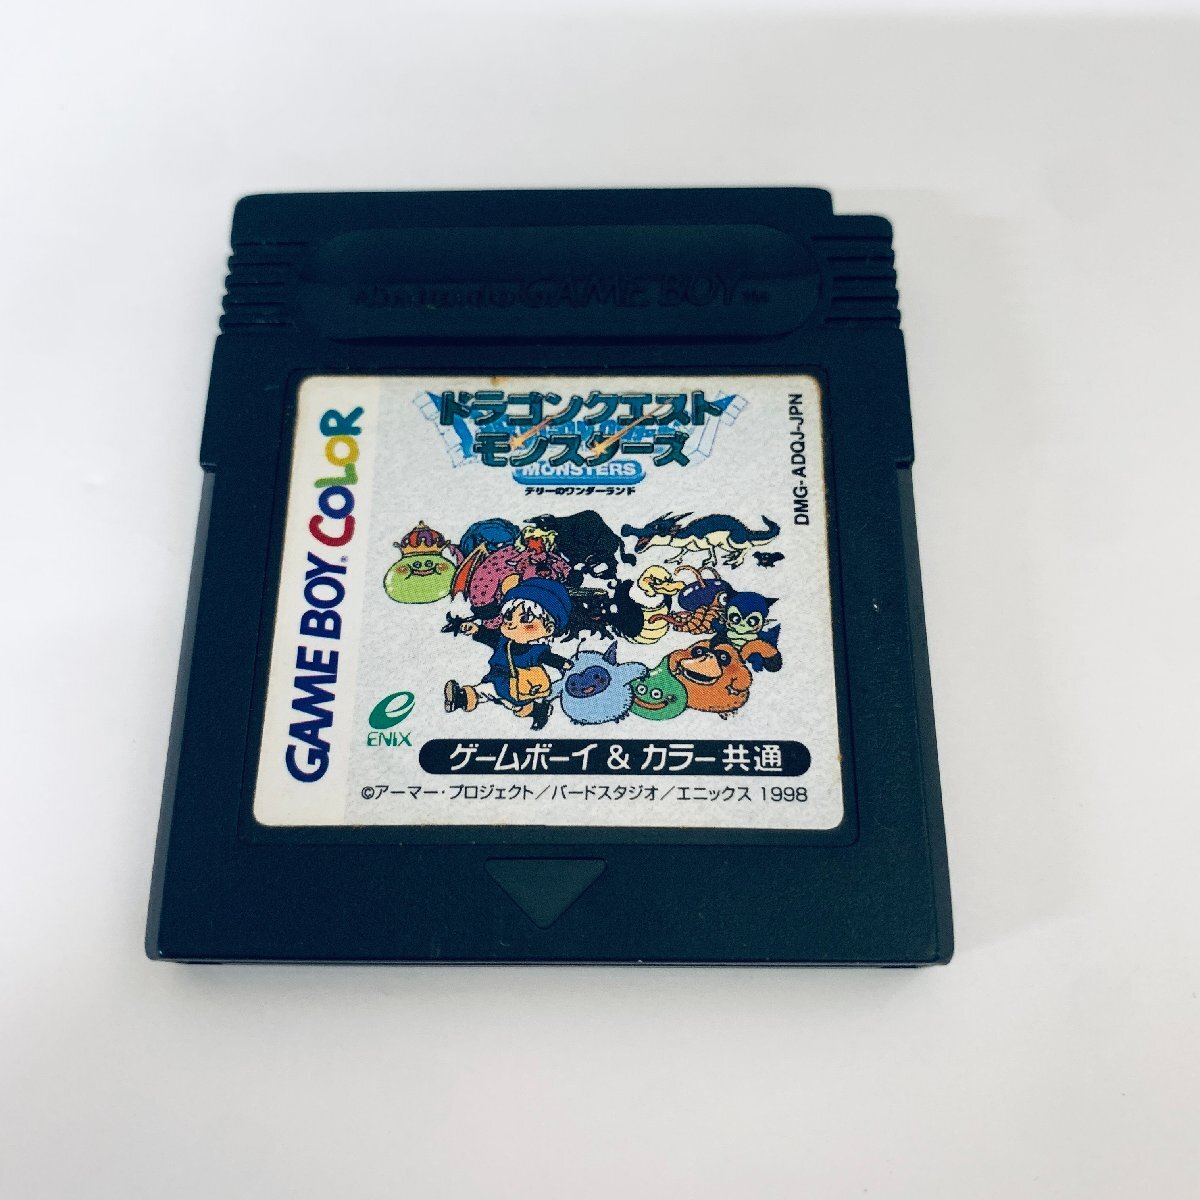 Nintendo GAME BOY TM
ドラゴンクエスト
モンスターズ
MONSTERS
テリーのワンダーランド
DMG-ADQJ-JPN
GAME BOY COLOR
ENIX
ゲームボーイ & カラー共通
©アーマー・プロジェクト/バードスタジオ/エニックス 1998